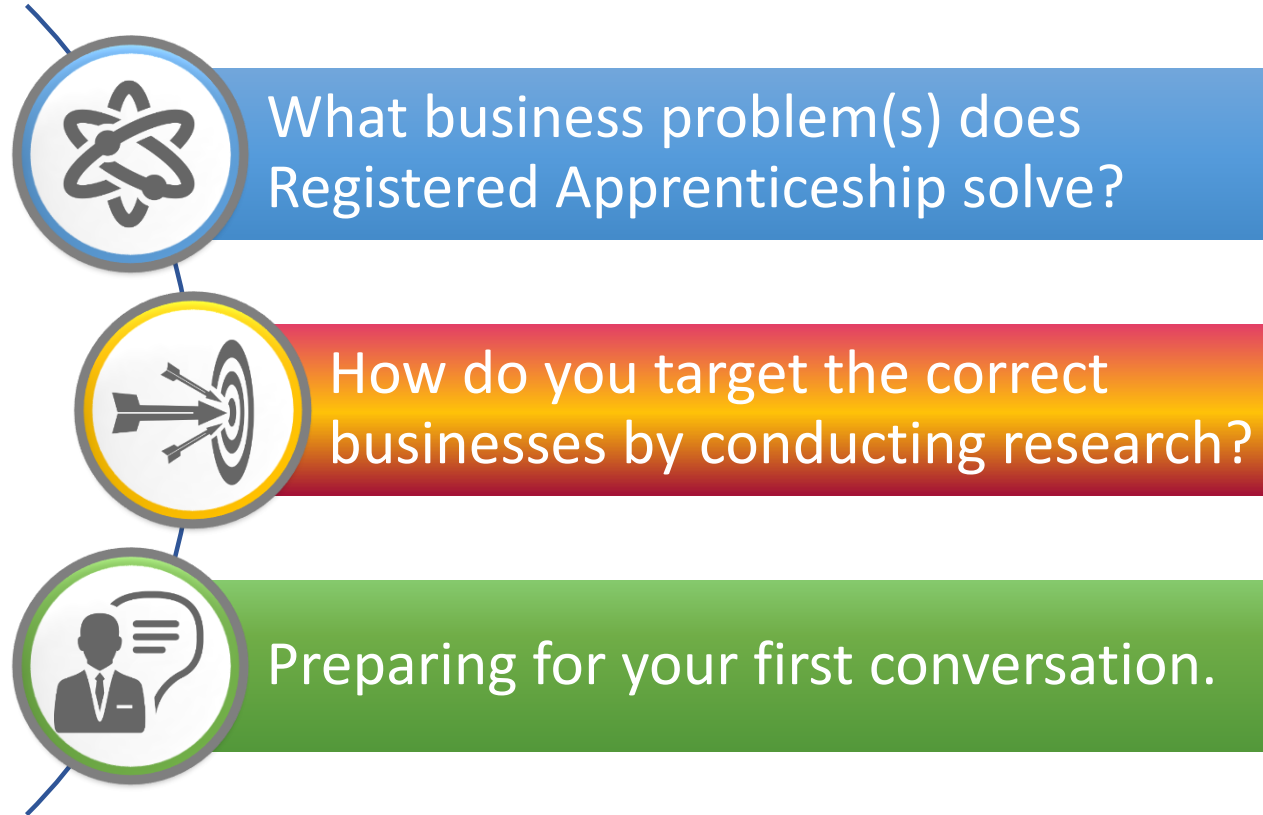 What business problem(s) does
Registered Apprenticeship solve?
How do you target the correct
businesses by conducting research?
Preparing for your first conversation.